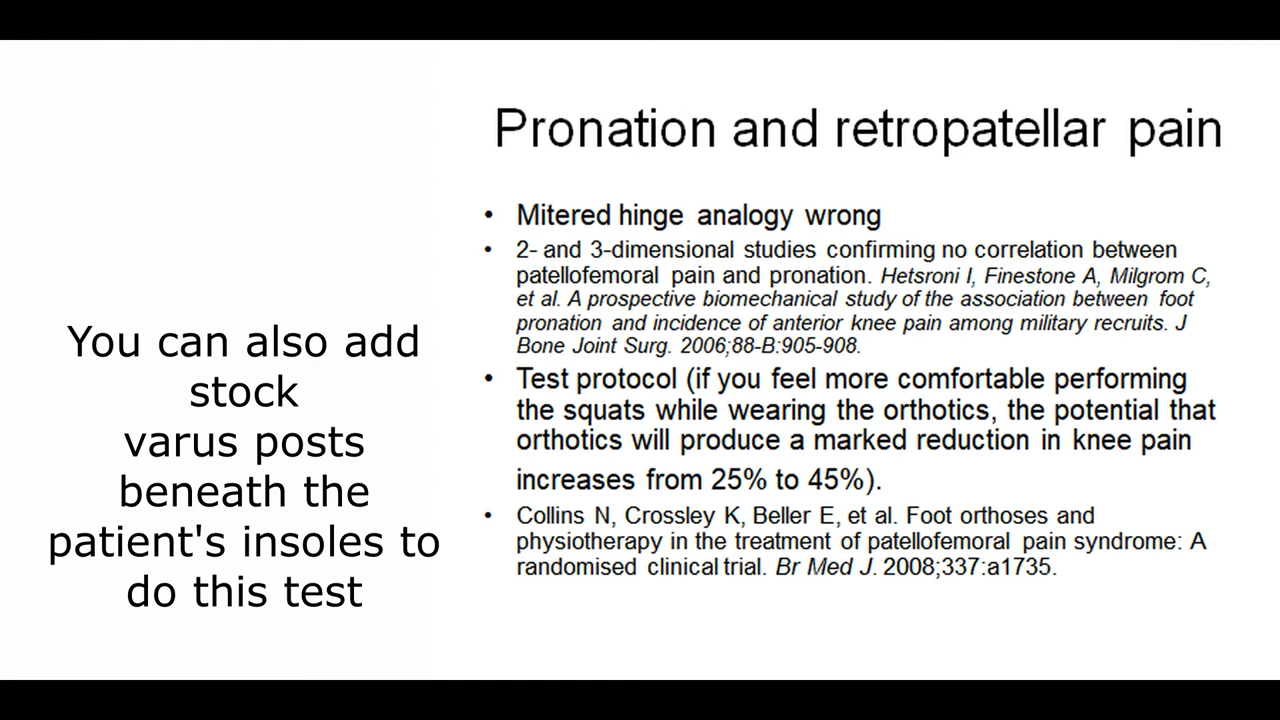 Pronation and retropatellar pain
• Mitered hinge analogy wrong
• 2- and 3-dimensional studies confirming no correlation between
patellofemoral pain and pronation. Hetsroni I, Finestone A, Milgrom C,
et al. A prospective biomechanical study of the association between foot
pronation and incidence of anterior knee pain among military recruits. J
Bone Joint Surg. 2006;88-B:905-908.
• Test protocol (if you feel more comfortable performing
the squats while wearing the orthotics, the potential that
orthotics will produce a marked reduction in knee pain
increases from 25% to 45%).
• Collins N, Crossley K, Beller E, et al. Foot orthoses and
physiotherapy in the treatment of patellofemoral pain syndrome: A
randomised clinical trial. Br Med J. 2008;337:a1735.
You can also add
stock
varus posts
beneath the
patient's insoles to
do this test